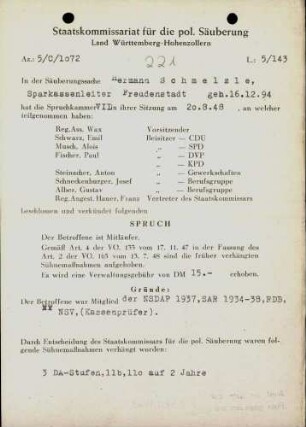 Staatskommissariat für die pol. Säuberung
Land Württemberg-Hohenzollern
Az.: 5/C/1072
221
L.: 5/143
In der Säuberungssache Hermann Schmelzle,
Sparkassenleiter Freudenstadt geb.16.12.94
hat die Spruchkammer VII in ihrer Sitzung am 20.8.48, an welcher
teilgenommen haben:
Reg.Ass. Wax Vorsitzender
Schwarz, Emil Beisitzer — CDU
Musch, Alois „ — SPD
Fischer, Paul „ — DVP
„ — KPD
Steinacher, Anton „ — Gewerkschaften
Schneckenburger, Josef „ — Berufsgruppe
Alber, Gustav „ — Berufsgruppe
Reg.Angest. Hauer, Franz Vertreter des Staatskommissars
beschlossen und verkündet folgenden
SPRUCH
Der Betroffene ist Mitläufer.
Gemäß Art. 4 der VO. 133 vom 17. 11. 47 in der Fassung des
Art. 2 der VO. 165 vom 13. 7. 48 sind die früher verhängten
Sühnemaßnahmen aufgehoben.
Es wird eine Verwaltungsgebühr von DM 15.- erhoben.
Gründe:
Der Betroffene war Mitglied der NSDAP 1937, SAR 1934-38, RDB,
NSV, (Kassenprüfer).
Durch Entscheidung des Staatskommissars für die pol. Säuberung waren fol-
gende Sühnemaßnahmen verhängt worden:
3 DA-Stufen, 11b, 11c auf 2 Jahre